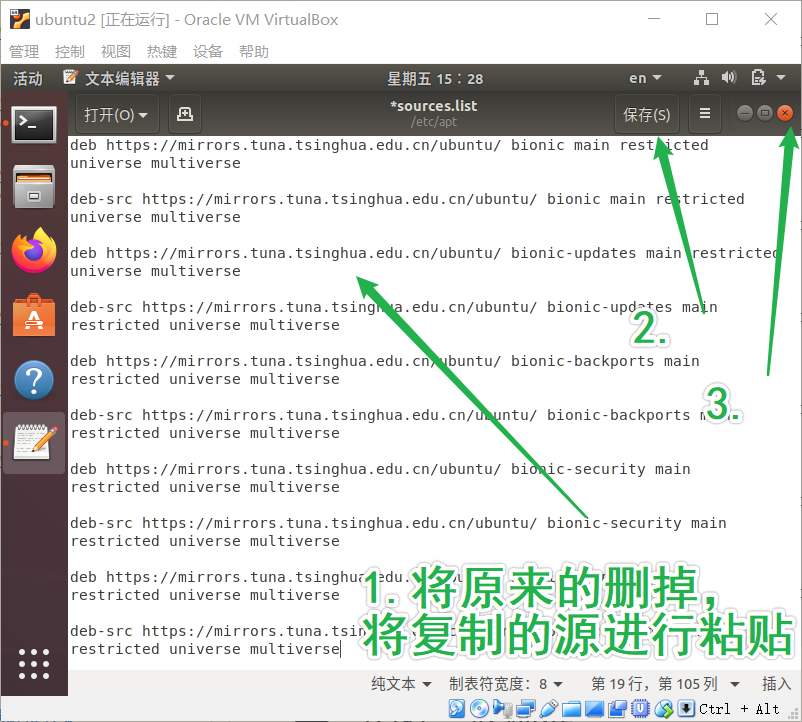 ubuntu2 [正在运行] - Oracle VM VirtualBox
管理 控制 视图 热键 设备 帮助
活动 文本编辑器 星期五 15：28 en
打开(O) *sources.list 保存(S)
/etc/apt
deb https://mirrors.tuna.tsinghua.edu.cn/ubuntu/ bionic main restricted
universe multiverse
deb-src https://mirrors.tuna.tsinghua.edu.cn/ubuntu/ bionic main restricted
universe multiverse
deb https://mirrors.tuna.tsinghua.edu.cn/ubuntu/ bionic-updates main restricted
universe multiverse
deb-src https://mirrors.tuna.tsinghua.edu.cn/ubuntu/ bionic-updates main
restricted universe multiverse
2.
deb https://mirrors.tuna.tsinghua.edu.cn/ubuntu/ bionic-backports main
restricted universe multiverse
3.
deb-src https://mirrors.tuna.tsinghua.edu.cn/ubuntu/ bionic-backports
restricted universe multiverse
deb https://mirrors.tuna.tsinghua.edu.cn/ubuntu/ bionic-security main
restricted universe multiverse
deb-src https://mirrors.tuna.tsinghua.edu.cn/ubuntu/ bionic-security main
restricted universe multiverse
deb https://mirrors.tuna.tsinghua.edu.cn/ubuntu/
restricted universe multiverse
1. 将原来的删掉，
将复制的源进行粘贴
deb-src https://mirrors.tuna.tsin
restricted universe multiverse
纯文本 制表符宽度：8 第 19 行，第 105 列 插入
Ctrl + Alt